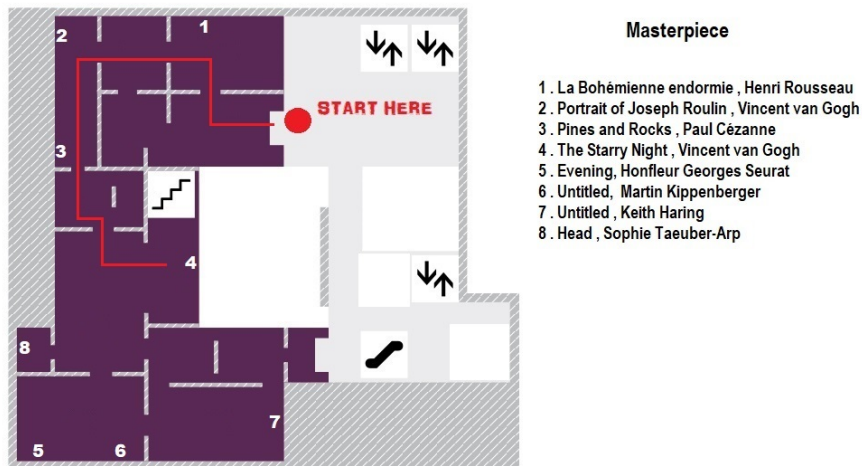 1
2
START HERE
3
4
8
7
5
6
Masterpiece
1 . La Bohémienne endormie , Henri Rousseau
2 . Portrait of Joseph Roulin , Vincent van Gogh
3 . Pines and Rocks , Paul Cézanne
4 . The Starry Night , Vincent van Gogh
5 . Evening, Honfleur Georges Seurat
6 . Untitled,  Martin Kippenberger
7 . Untitled , Keith Haring
8 . Head , Sophie Taeuber-Arp